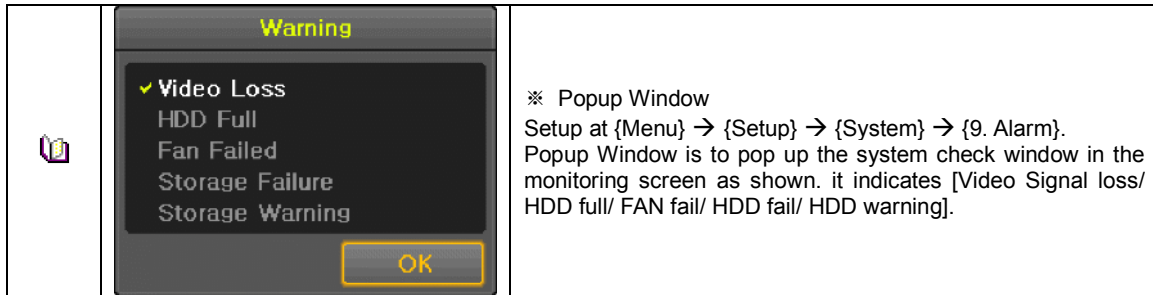 Warning
✓ Video Loss
HDD Full
Fan Failed
Storage Failure
Storage Warning
OK
※ Popup Window
Setup at {Menu} → {Setup} → {System} → {9. Alarm}.
Popup Window is to pop up the system check window in the
monitoring screen as shown. it indicates [Video Signal loss/
HDD full/ FAN fail/ HDD fail/ HDD warning].